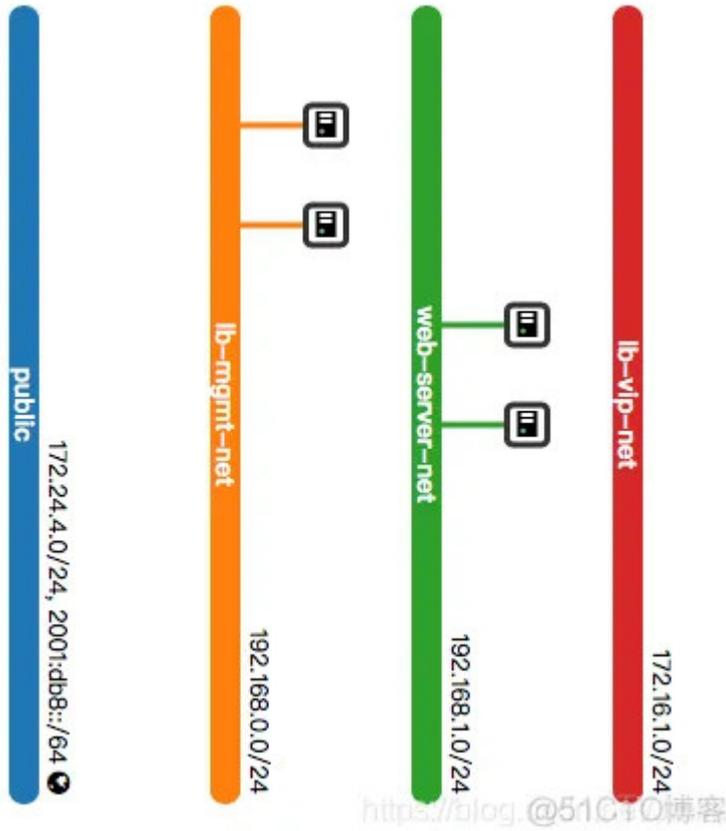 public
172.24.4.0/24, 2001:db8::/64
lb-mgmt-net
192.168.0.0/24
web-server-net
192.168.1.0/24
lb-vip-net
172.16.1.0/24
https://blog. @51CTO博客